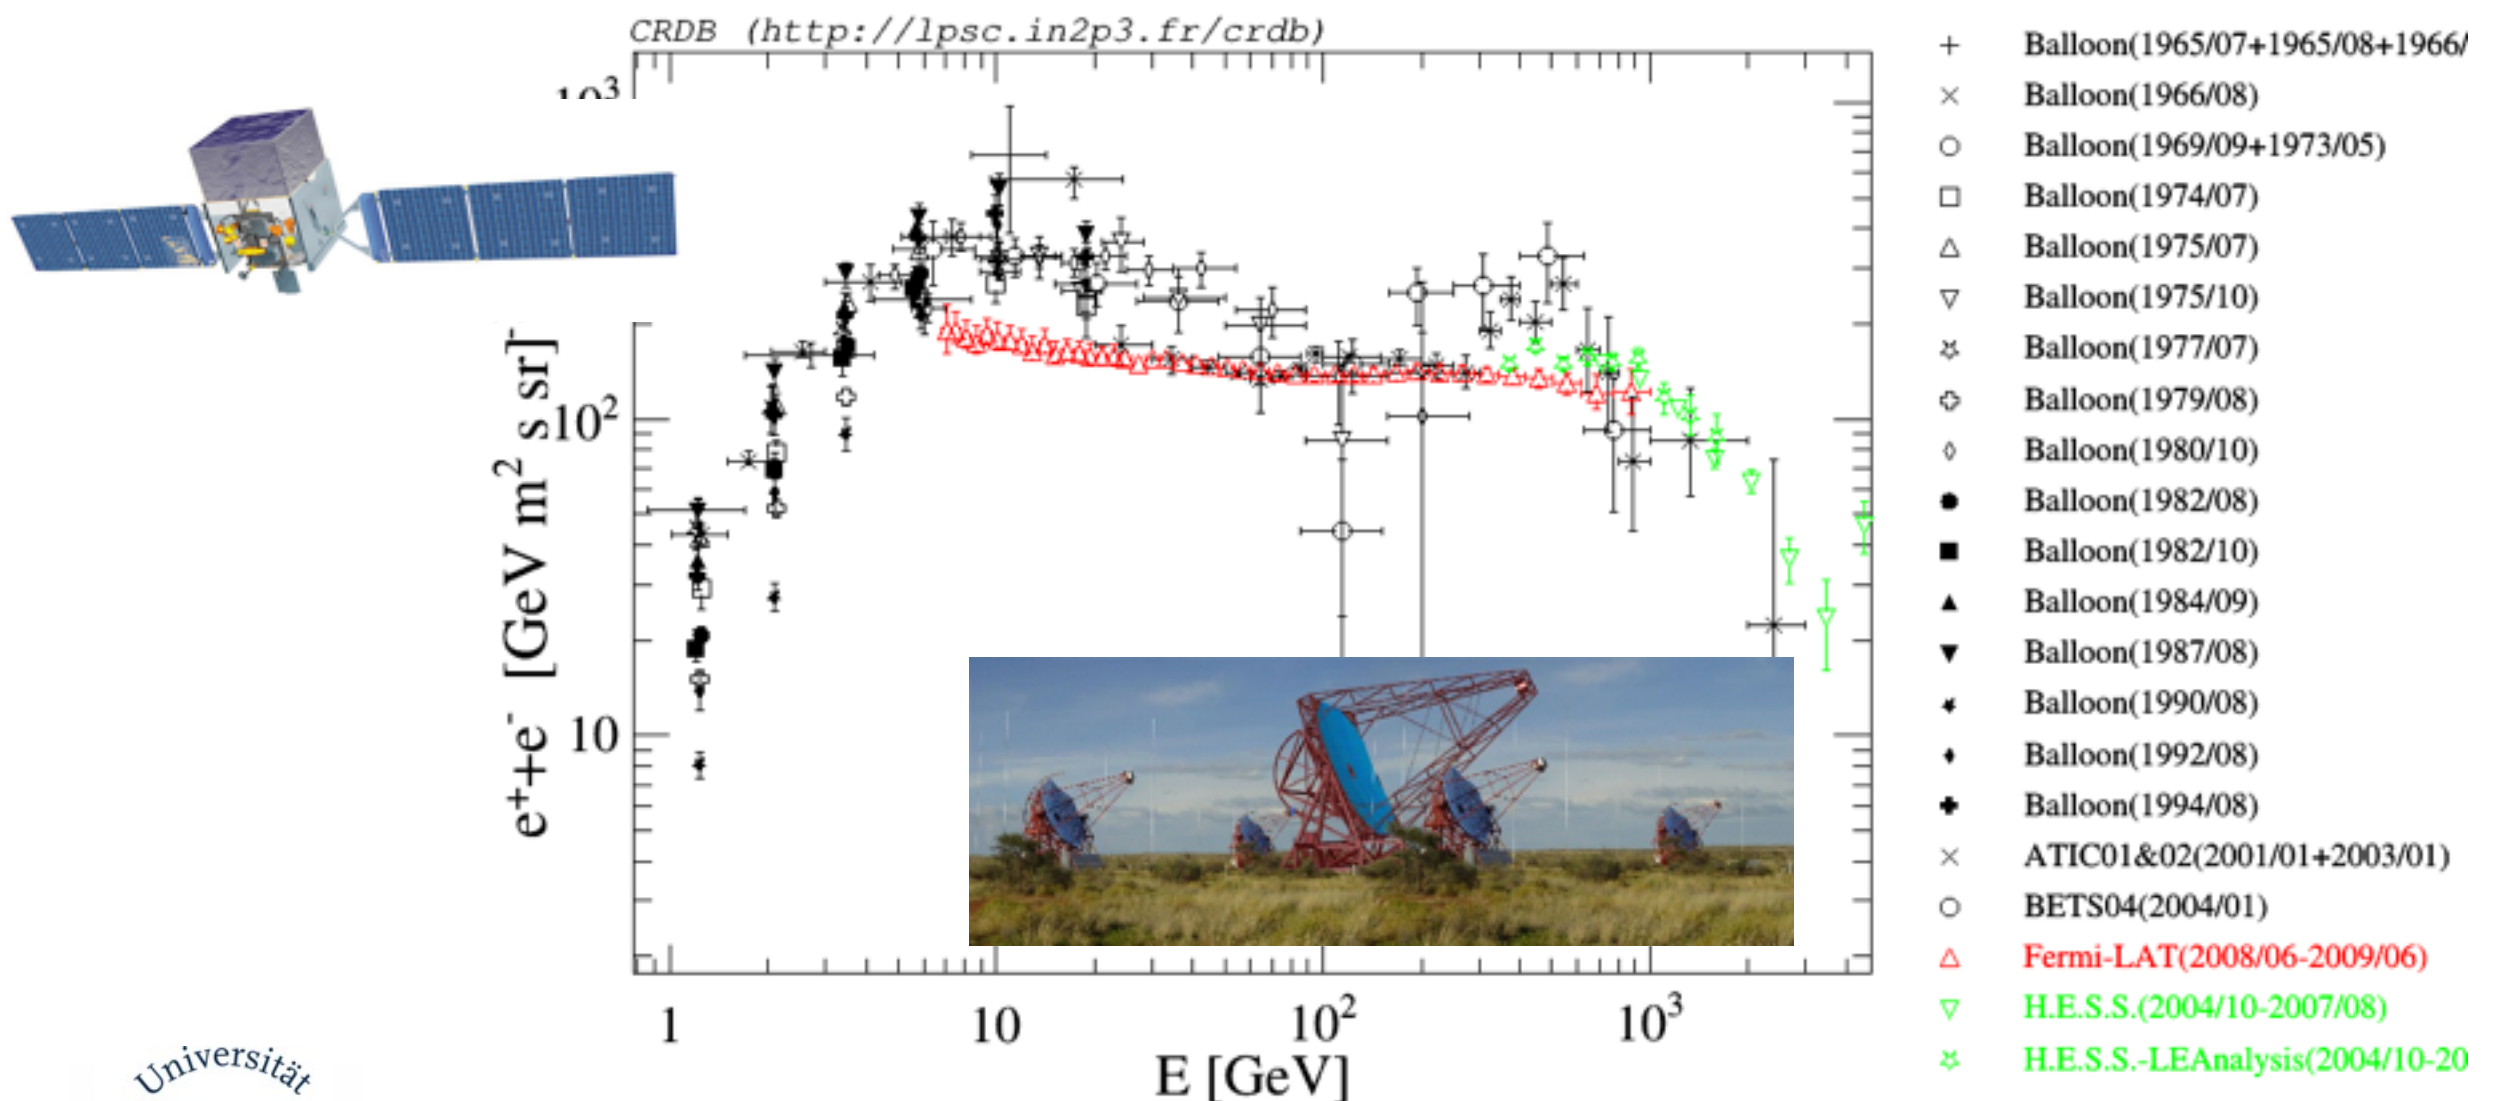 CRDB (http://lpsc.in2p3.fr/crdb)
10³
10²
10
e⁺+e⁻ [GeV m² s sr]
1 10 10² 10³
E [GeV]
Balloon(1965/07+1965/08+1966/
Balloon(1966/08)
Balloon(1969/09+1973/05)
Balloon(1974/07)
Balloon(1975/07)
Balloon(1975/10)
Balloon(1977/07)
Balloon(1979/08)
Balloon(1980/10)
Balloon(1982/08)
Balloon(1982/10)
Balloon(1984/09)
Balloon(1987/08)
Balloon(1990/08)
Balloon(1992/08)
Balloon(1994/08)
ATIC01&02(2001/01+2003/01)
BETS04(2004/01)
Fermi-LAT(2008/06-2009/06)
H.E.S.S.(2004/10-2007/08)
H.E.S.S.-LEAnalysis(2004/10-20
Universität